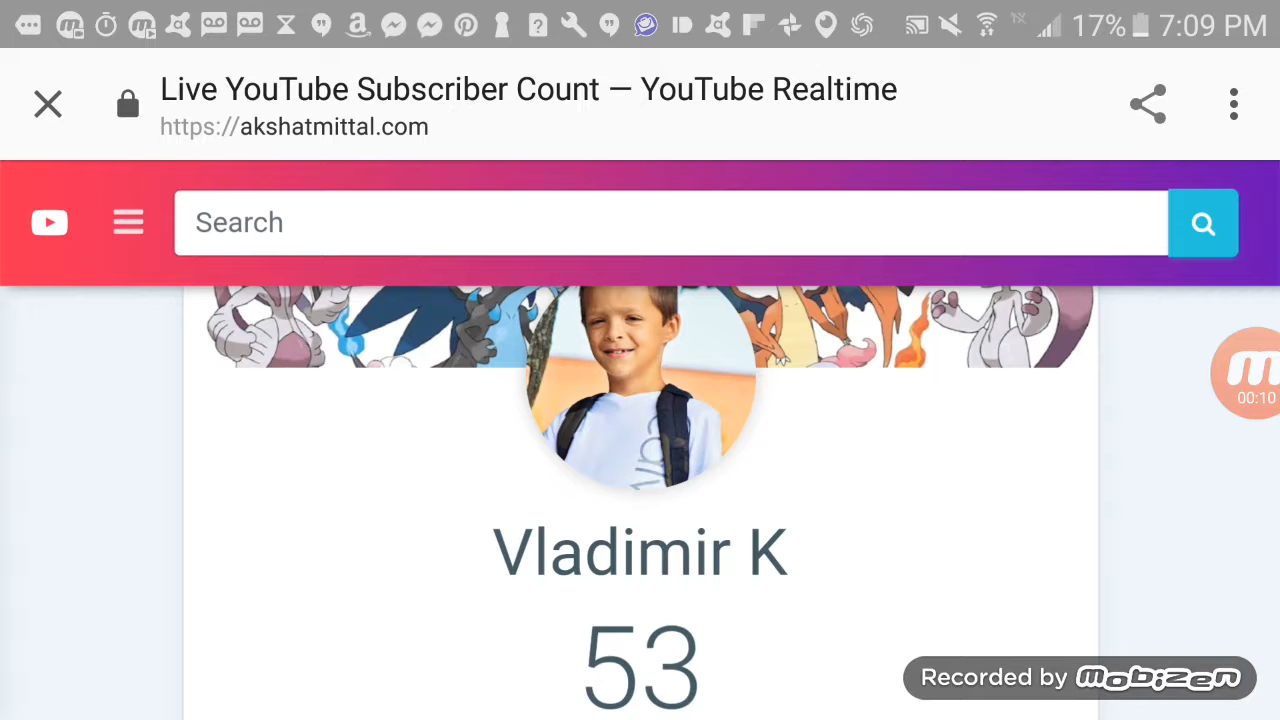 17% 7:09 PM
Live YouTube Subscriber Count — YouTube Realtime
https://akshatmittal.com
Search
00:10
Vladimir K
53
Recorded by mobizen